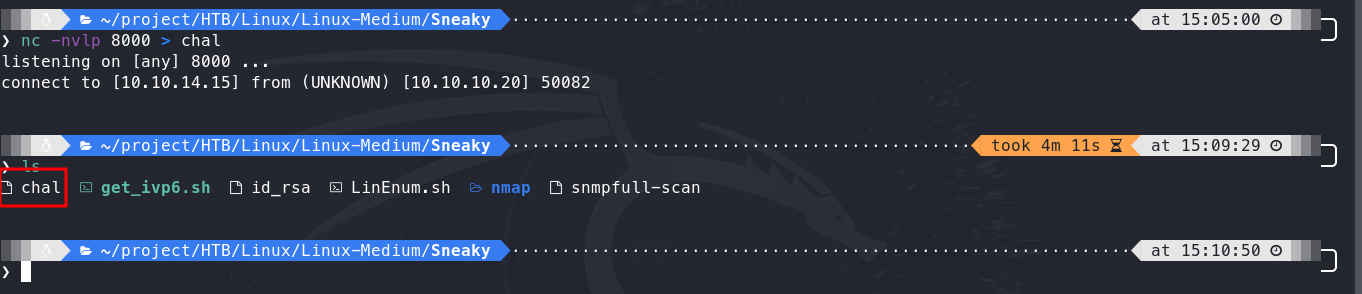 ~/project/HTB/Linux/Linux-Medium/Sneaky at 15:05:00
❯ nc -nvlp 8000 > chal
listening on [any] 8000 ...
connect to [10.10.14.15] from (UNKNOWN) [10.10.10.20] 50082
~/project/HTB/Linux/Linux-Medium/Sneaky took 4m 11s at 15:09:29
❯ ls
chal get_ivp6.sh id_rsa LinEnum.sh nmap snmpfull-scan
~/project/HTB/Linux/Linux-Medium/Sneaky at 15:10:50
❯